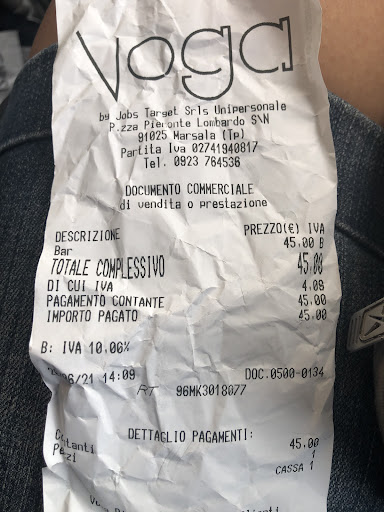 Voga
by Jobs Target Srls Unipersonale
P.zza Piemonte Lombardo S\N
91025 Marsala (Tp)
Partita Iva 02741940817
Tel. 0923 764536
DOCUMENTO COMMERCIALE
di vendita o prestazione
DESCRIZIONE PREZZO(€) IVA
Bar 45.00 B
TOTALE COMPLESSIVO 45.00
DI CUI IVA 4.08
PAGAMENTO CONTANTE 45.00
IMPORTO PAGATO 45.00
B: IVA 10.00%
/21 14:09 DOC.0500-0134
RT 96MK3018077
DETTAGLIO PAGAMENTI:
45.00
Pezzi 1
CASSA 1